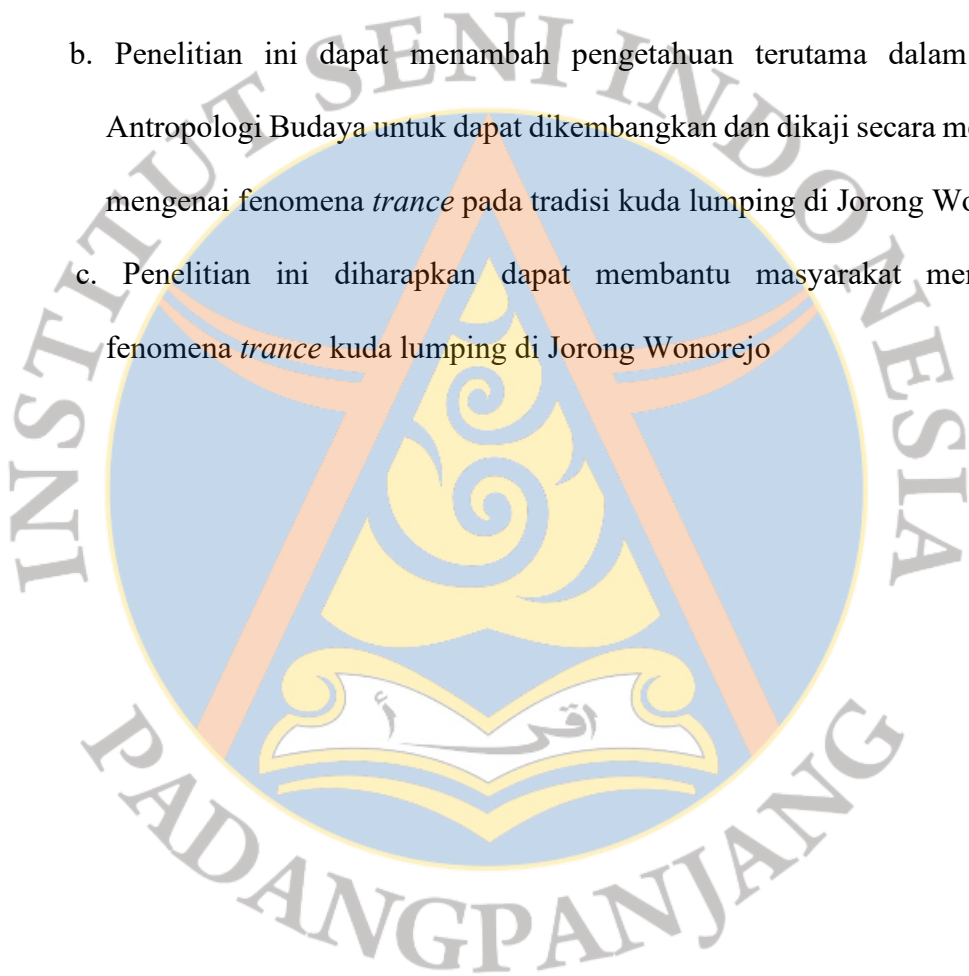 b. Penelitian ini dapat menambah pengetahuan terutama dalam
Antropologi Budaya untuk dapat dikembangkan dan dikaji secara
mengenai fenomena trance pada tradisi kuda lumping di Jorong
c. Penelitian ini diharapkan dapat membantu masyarakat
fenomena trance kuda lumping di Jorong Wonorejo
INSTITUT SENI INDONESIA
اقرأ
PADANGPANJANG